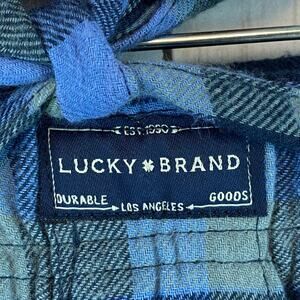 EST. 1990
LUCKY BRAND
DURABLE GOODS
LOS ANGELES